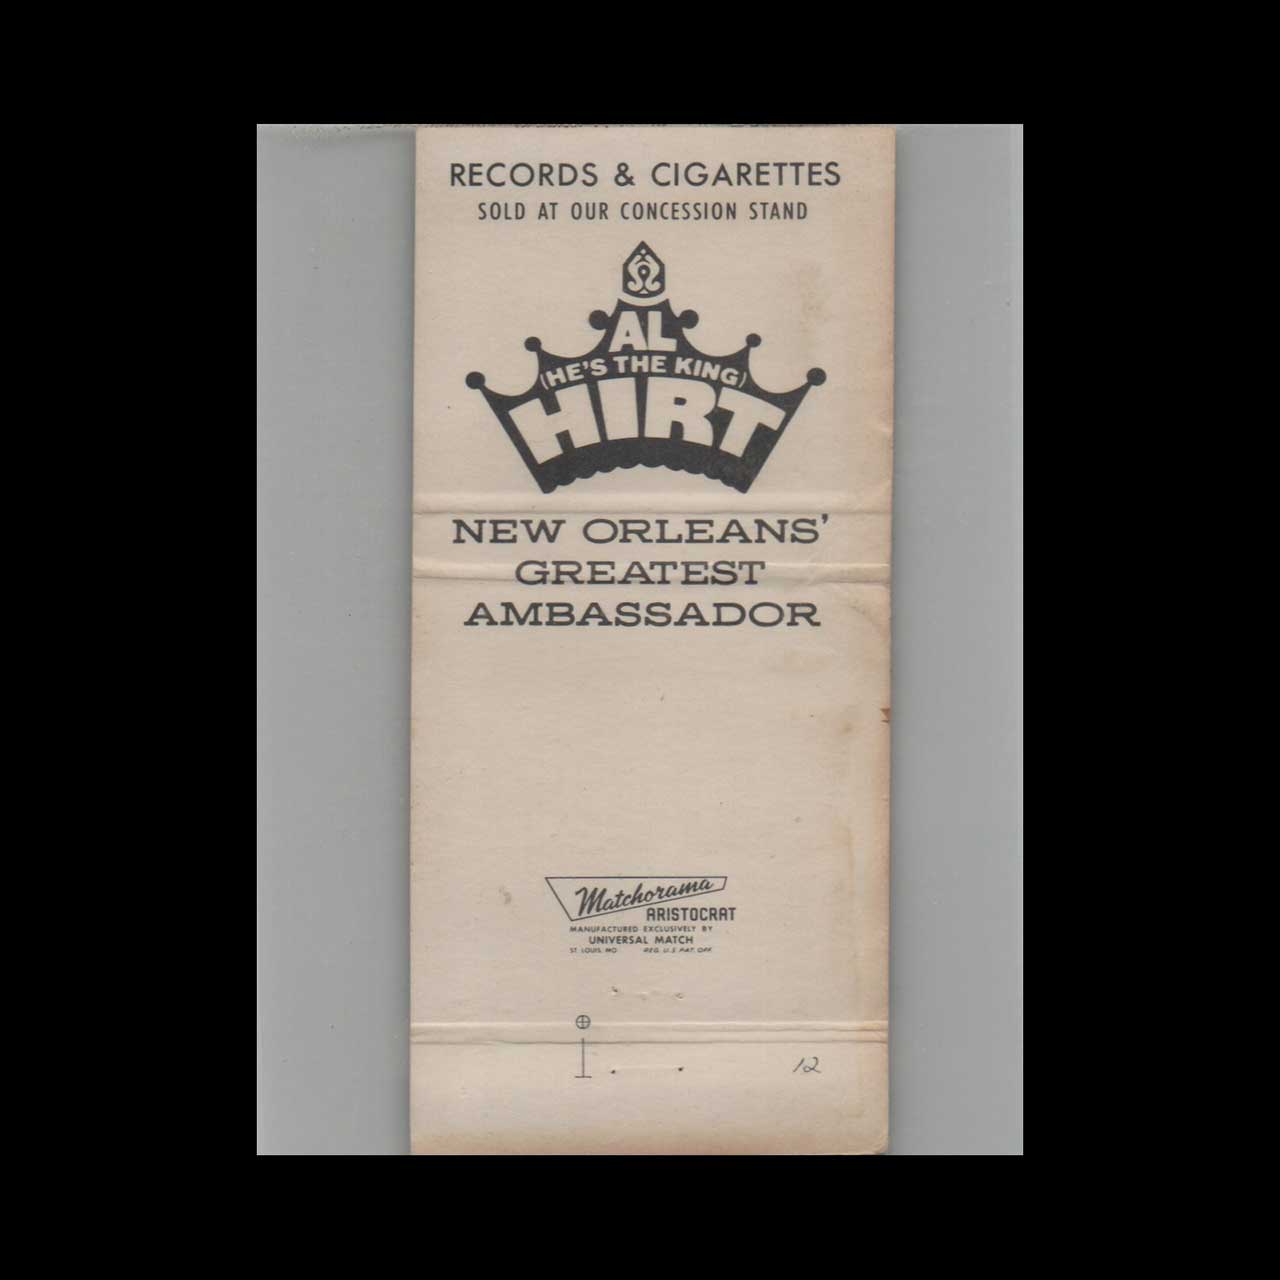 RECORDS & CIGARETTES
SOLD AT OUR CONCESSION STAND
AL
(HE'S THE KING)
HIRT
NEW ORLEANS'
GREATEST
AMBASSADOR
Matchorama
ARISTOCRAT
MANUFACTURED EXCLUSIVELY BY
UNIVERSAL MATCH
ST. LOUIS, MO. REG. U.S. PAT. OFF.
12